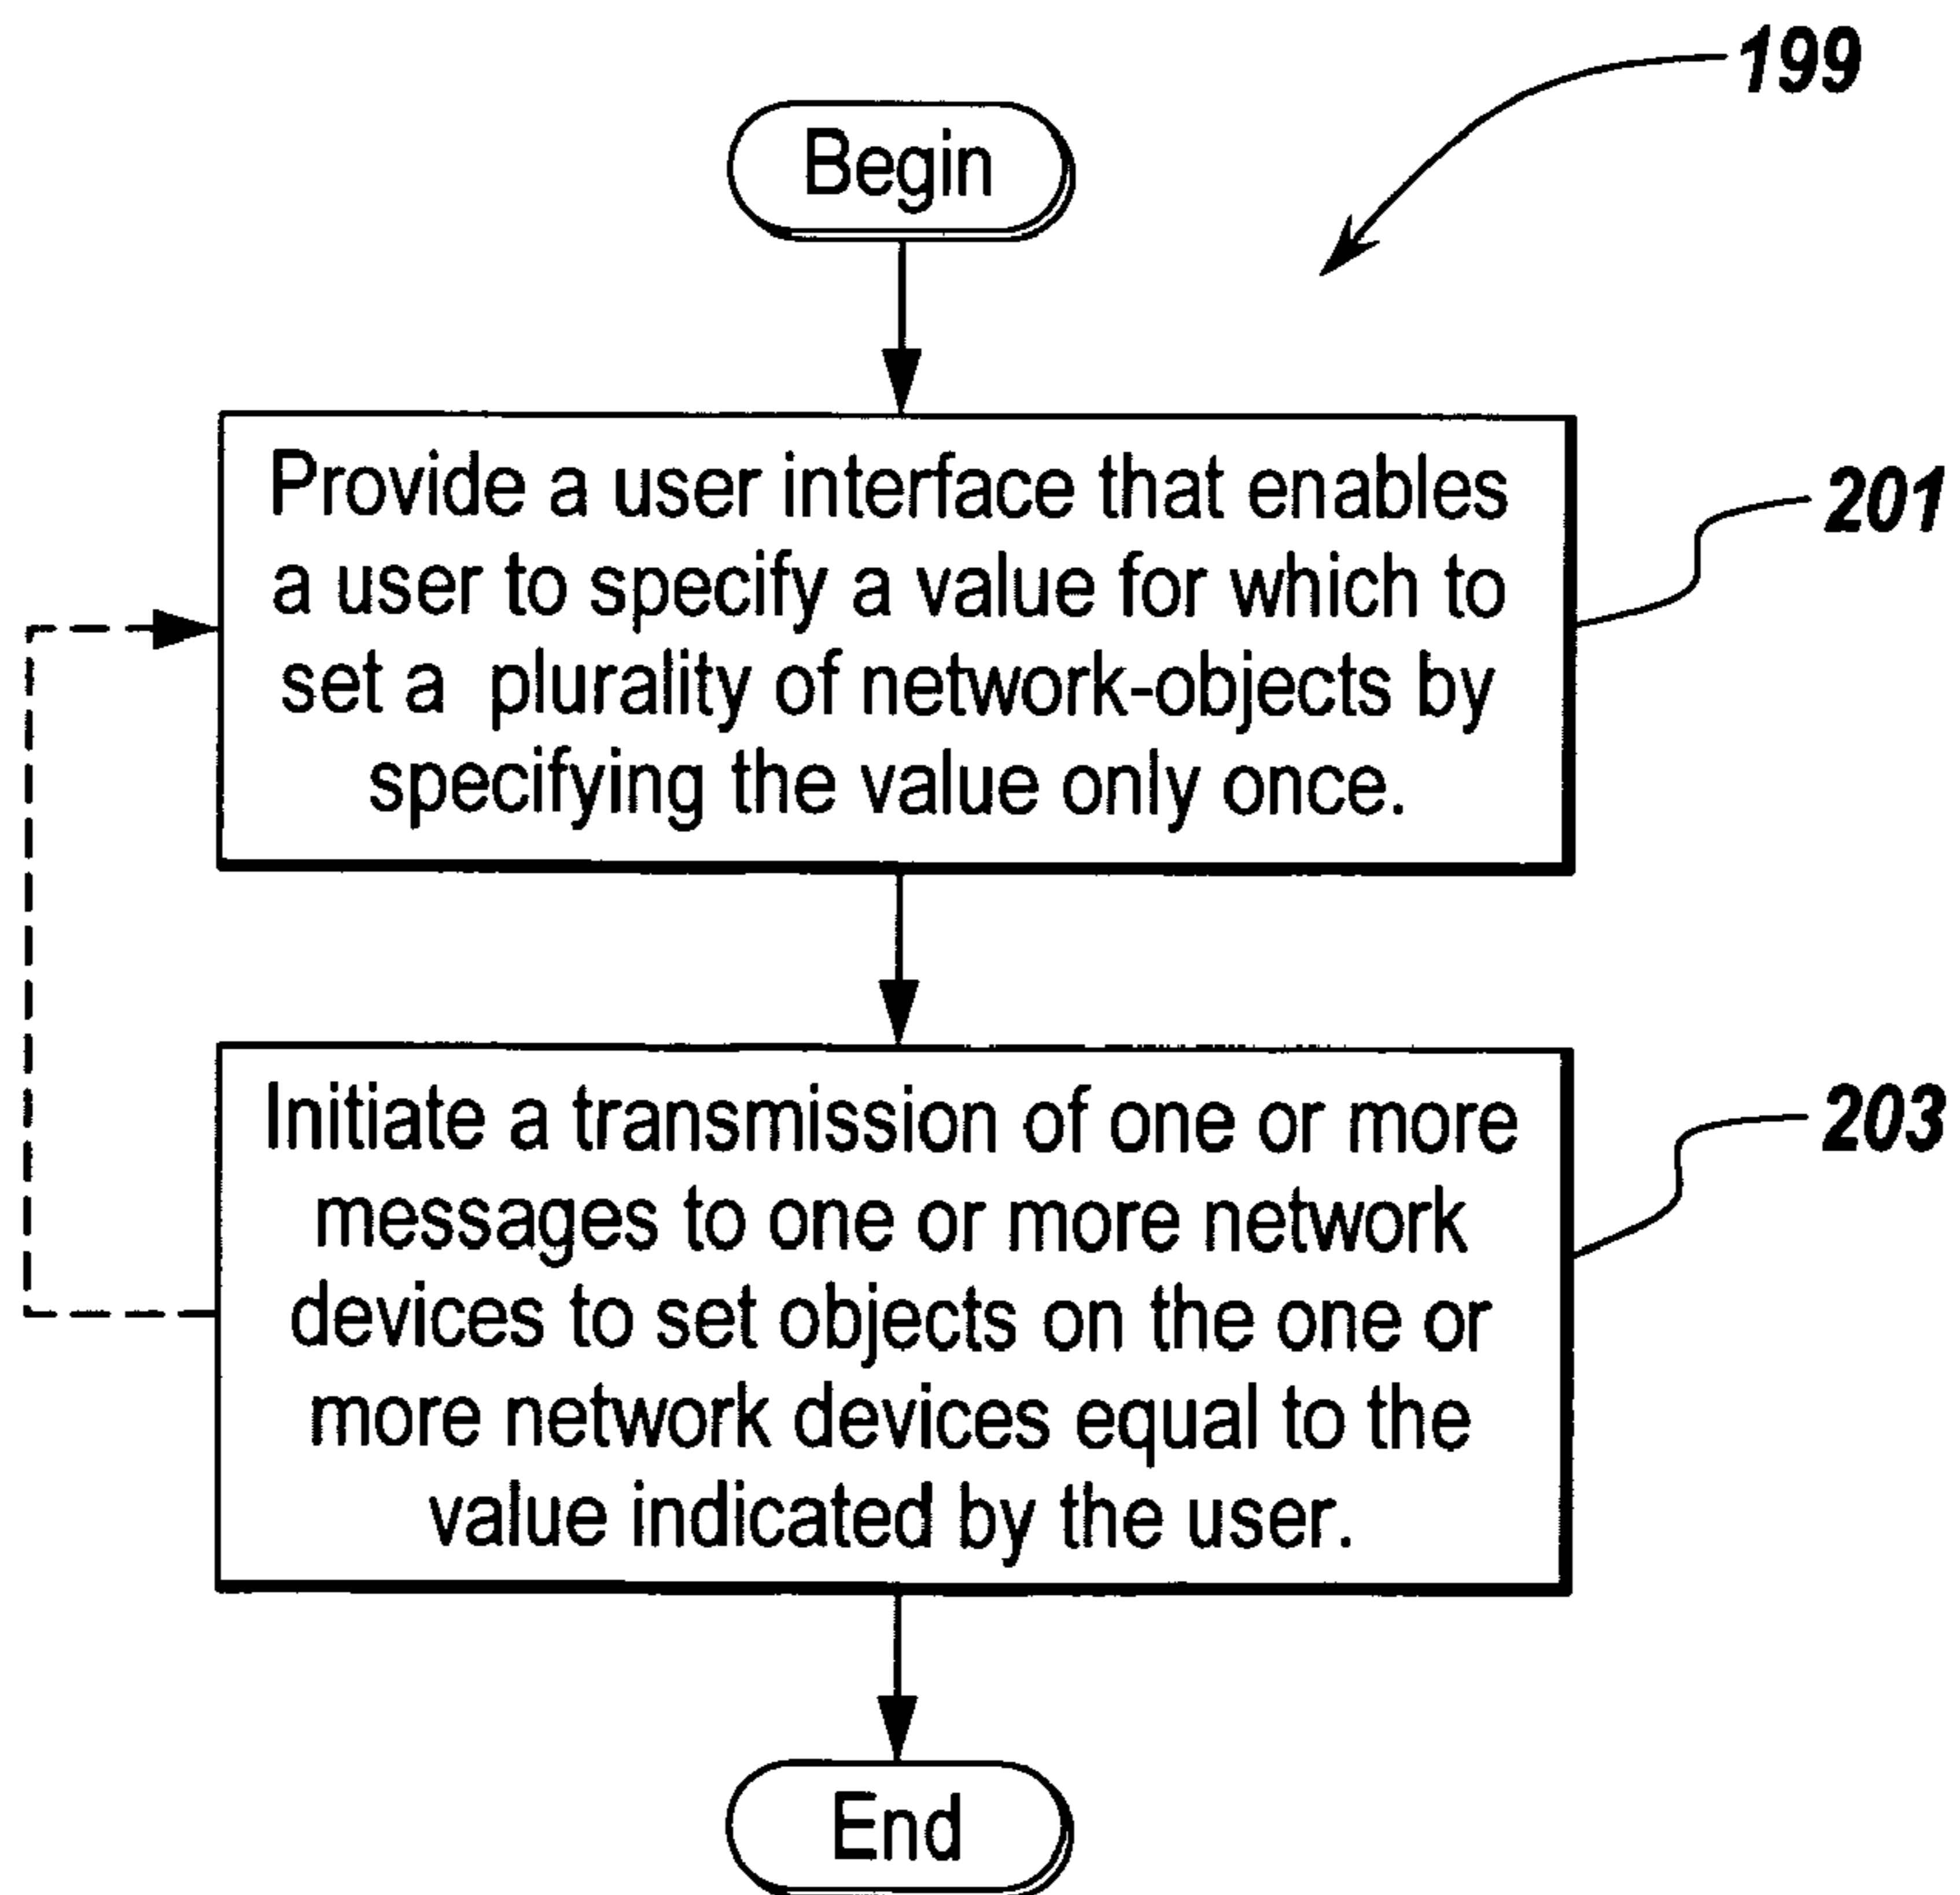 199
Begin
Provide a user interface that enables
a user to specify a value for which to
set a plurality of network-objects by
specifying the value only once.
201
Initiate a transmission of one or more
messages to one or more network
devices to set objects on the one or
more network devices equal to the
value indicated by the user.
203
End